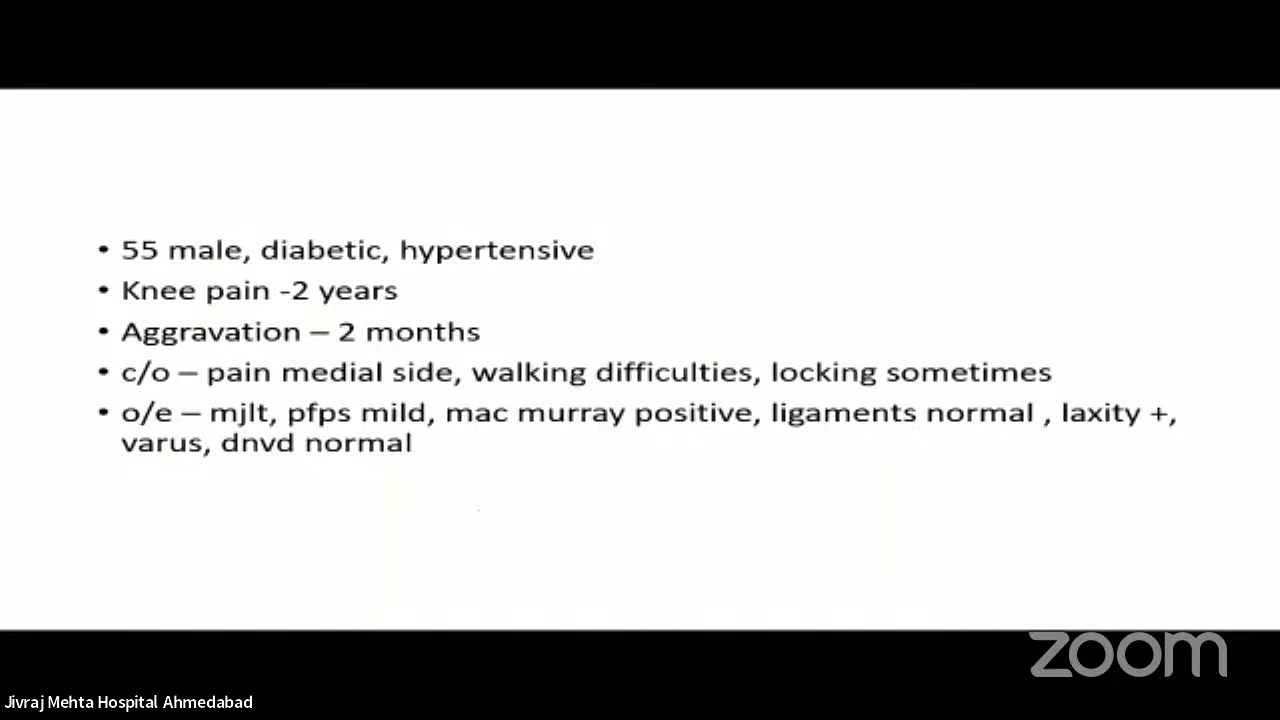 • 55 male, diabetic, hypertensive
• Knee pain -2 years
• Aggravation – 2 months
• c/o – pain medial side, walking difficulties, locking sometimes
• o/e – mjlt, pfps mild, mac murray positive, ligaments normal , laxity +,
varus, dnvd normal
zoom
Jivraj Mehta Hospital Ahmedabad